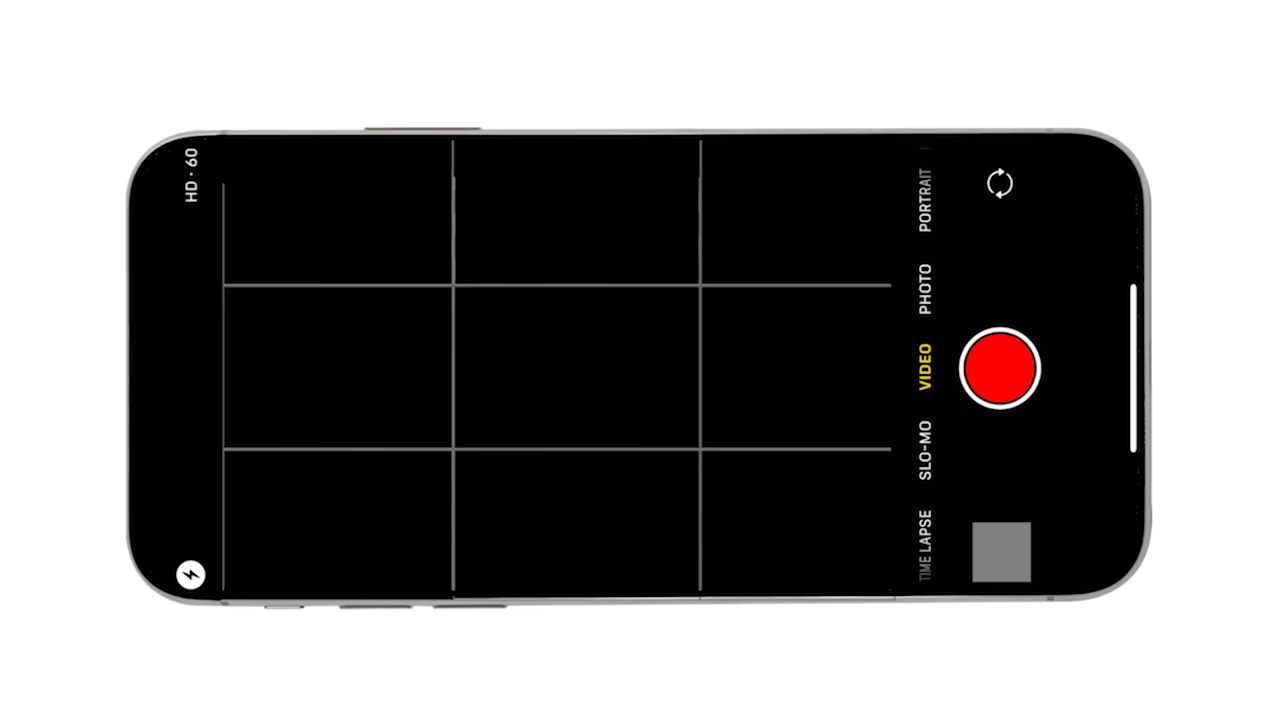 HD · 60
TIME LAPSE
SLO-MO
VIDEO
PHOTO
PORTRAIT